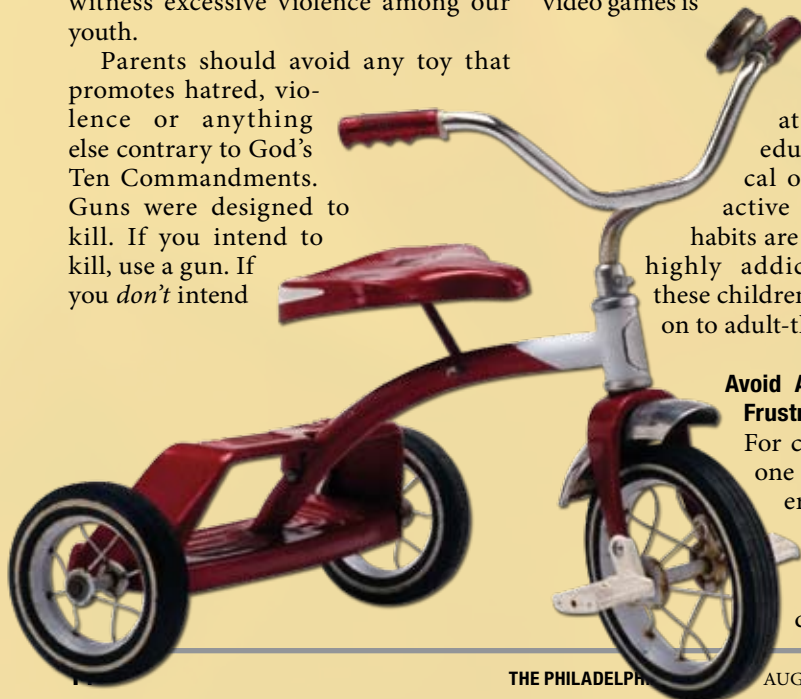 witness excessive violence among our
youth.
Parents should avoid any toy that
promotes hatred, vio-
lence or anything
else contrary to God’s
Ten Commandments.
Guns were designed to
kill. If you intend to
kill, use a gun. If
you don’t intend
video games is
at
edu
cal o
active
habits are
highly addic
these children
on to adult-th
Avoid A
Frustr
For c
one
en
THE PHILADELPH
AUG